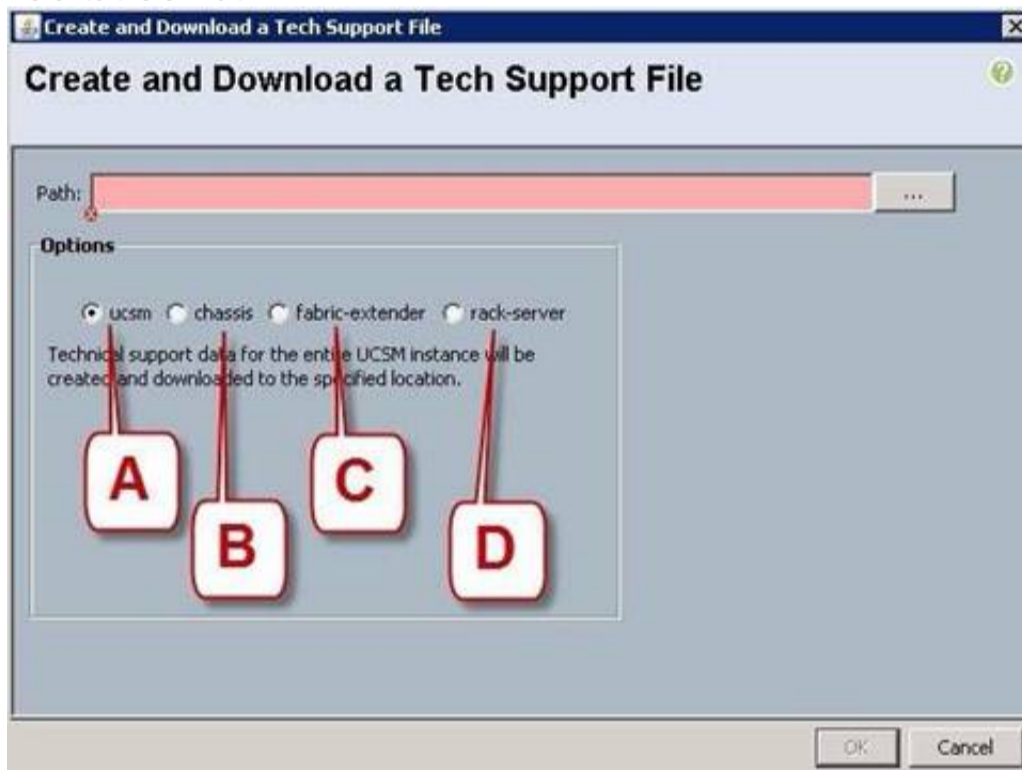 Create and Download a Tech Support File
Create and Download a Tech Support File
Path:
...
Options
ucsm chassis fabric-extender rack-server
Technical support data for the entire UCSM instance will be
created and downloaded to the specified location.
A
C
B
D
OK Cancel